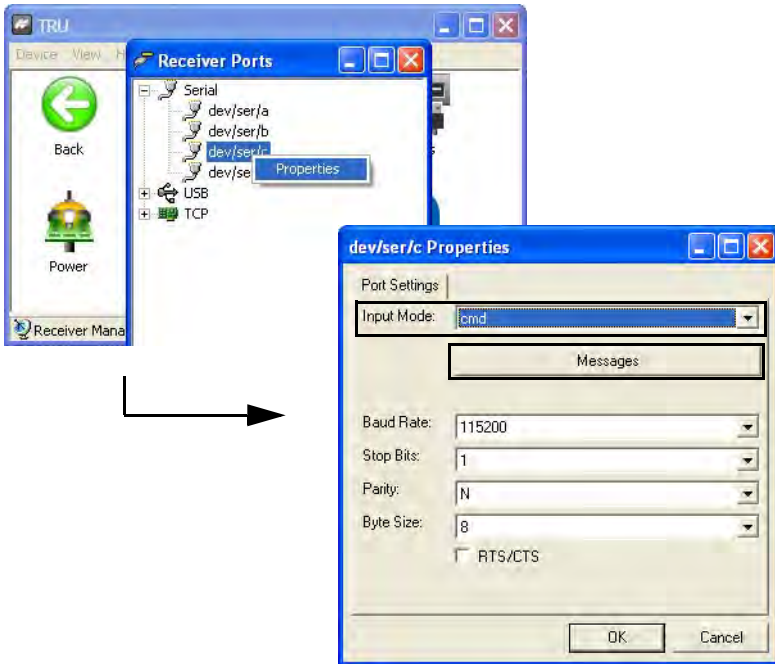 TRU
Device View H
Back
Power
Receiver Mana
Receiver Ports
Serial
dev/ser/a
dev/ser/b
dev/ser/c
dev/se
Properties
USB
TCP
s
dev/ser/c Properties
Port Settings
Input Mode: cmd
Messages
Baud Rate: 115200
Stop Bits: 1
Parity: N
Byte Size: 8
RTS/CTS
OK Cancel